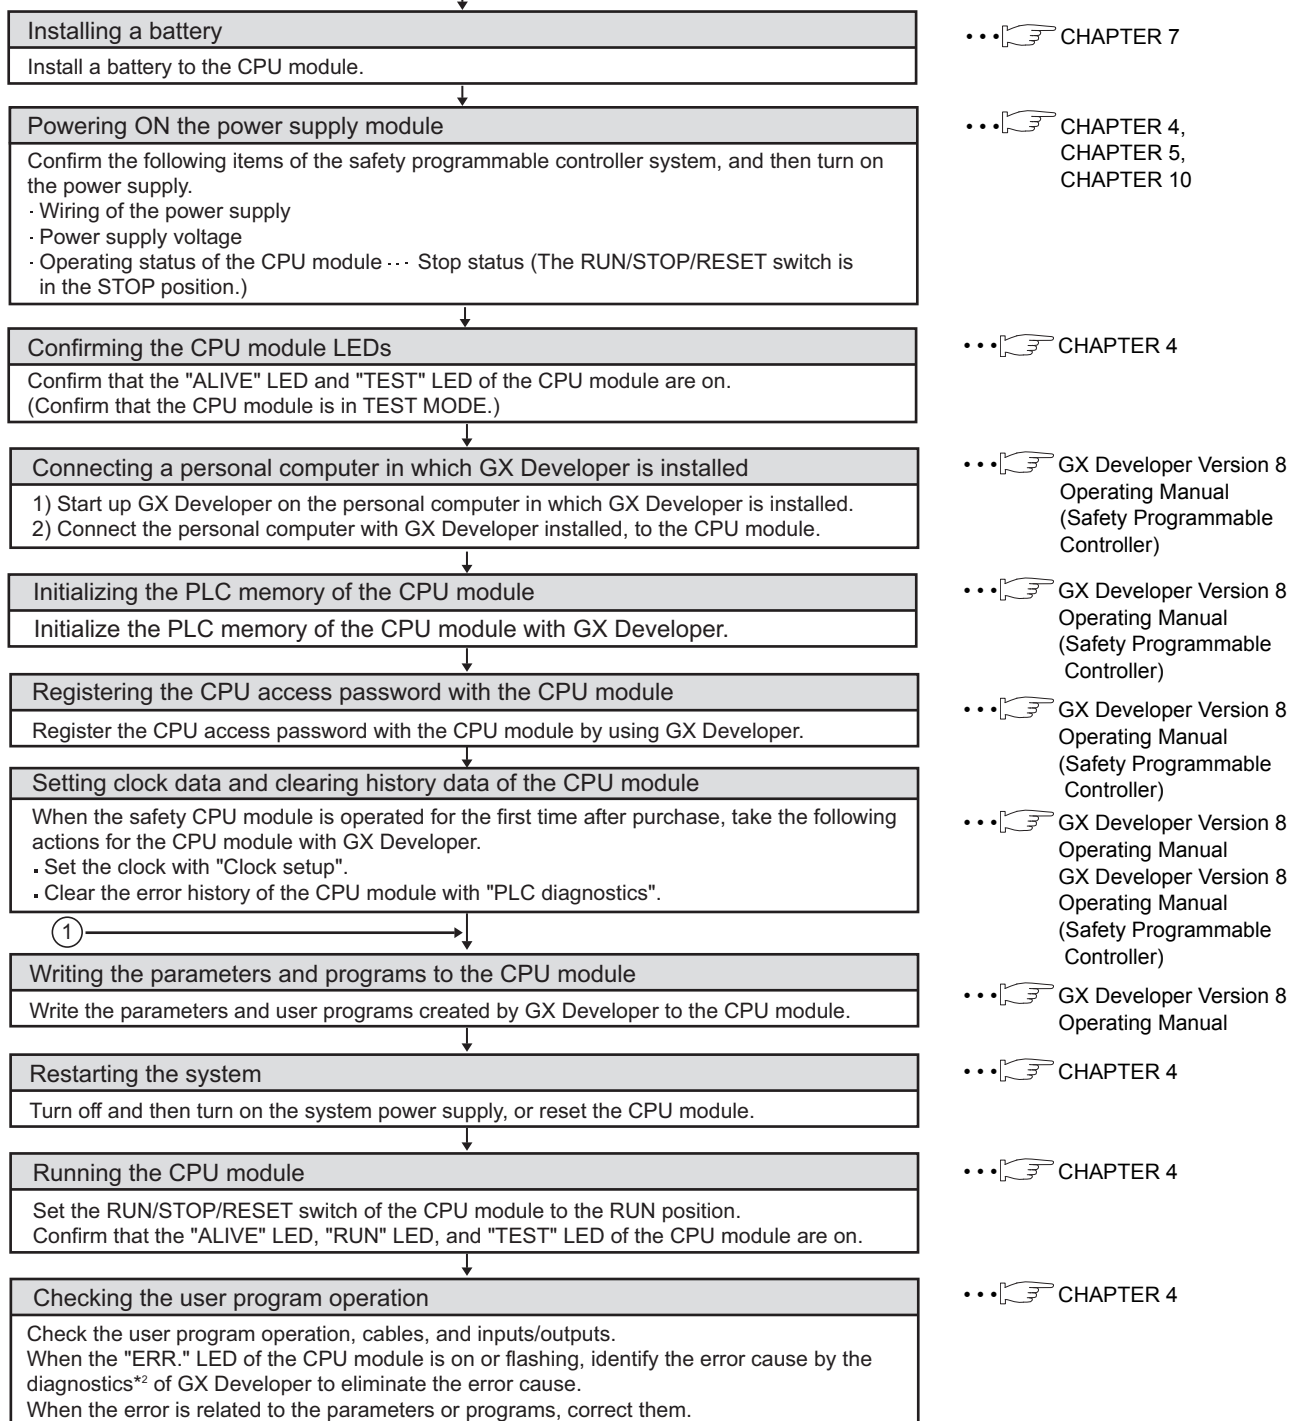 Installing a battery
Install a battery to the CPU module.
•••☞ CHAPTER 7
Powering ON the power supply module
Confirm the following items of the safety programmable controller system, and then turn on
the power supply.
· Wiring of the power supply
· Power supply voltage
· Operating status of the CPU module ··· Stop status (The RUN/STOP/RESET switch is
in the STOP position.)
•••☞ CHAPTER 4,
CHAPTER 5,
CHAPTER 10
Confirming the CPU module LEDs
Confirm that the "ALIVE" LED and "TEST" LED of the CPU module are on.
(Confirm that the CPU module is in TEST MODE.)
•••☞ CHAPTER 4
Connecting a personal computer in which GX Developer is installed
1) Start up GX Developer on the personal computer in which GX Developer is installed.
2) Connect the personal computer with GX Developer installed, to the CPU module.
•••☞ GX Developer Version 8
Operating Manual
(Safety Programmable
Controller)
Initializing the PLC memory of the CPU module
Initialize the PLC memory of the CPU module with GX Developer.
•••☞ GX Developer Version 8
Operating Manual
(Safety Programmable
Controller)
Registering the CPU access password with the CPU module
Register the CPU access password with the CPU module by using GX Developer.
•••☞ GX Developer Version 8
Operating Manual
(Safety Programmable
Controller)
Setting clock data and clearing history data of the CPU module
When the safety CPU module is operated for the first time after purchase, take the following
actions for the CPU module with GX Developer.
· Set the clock with "Clock setup".
· Clear the error history of the CPU module with "PLC diagnostics".
•••☞ GX Developer Version 8
Operating Manual
GX Developer Version 8
Operating Manual
(Safety Programmable
Controller)
1
Writing the parameters and programs to the CPU module
Write the parameters and user programs created by GX Developer to the CPU module.
•••☞ GX Developer Version 8
Operating Manual
Restarting the system
Turn off and then turn on the system power supply, or reset the CPU module.
•••☞ CHAPTER 4
Running the CPU module
Set the RUN/STOP/RESET switch of the CPU module to the RUN position.
Confirm that the "ALIVE" LED, "RUN" LED, and "TEST" LED of the CPU module are on.
•••☞ CHAPTER 4
Checking the user program operation
Check the user program operation, cables, and inputs/outputs.
When the "ERR." LED of the CPU module is on or flashing, identify the error cause by the
diagnostics*2 of GX Developer to eliminate the error cause.
When the error is related to the parameters or programs, correct them.
•••☞ CHAPTER 4